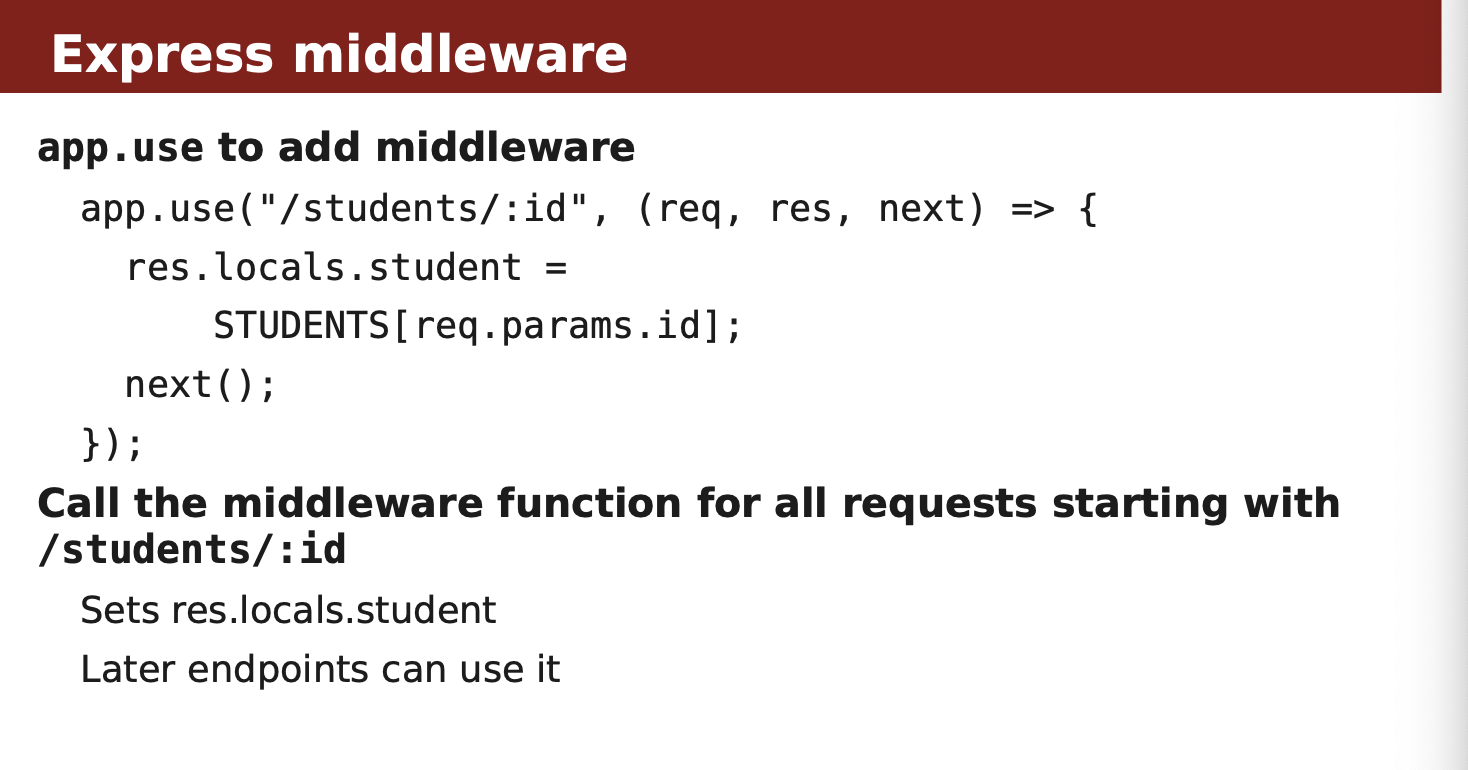 Express middleware
app.use to add middleware
app.use("/students/:id", (req, res, next) => {
res.locals.student =
STUDENTS[req.params.id];
next();
});
Call the middleware function for all requests starting with
/students/:id
Sets res.locals.student
Later endpoints can use it